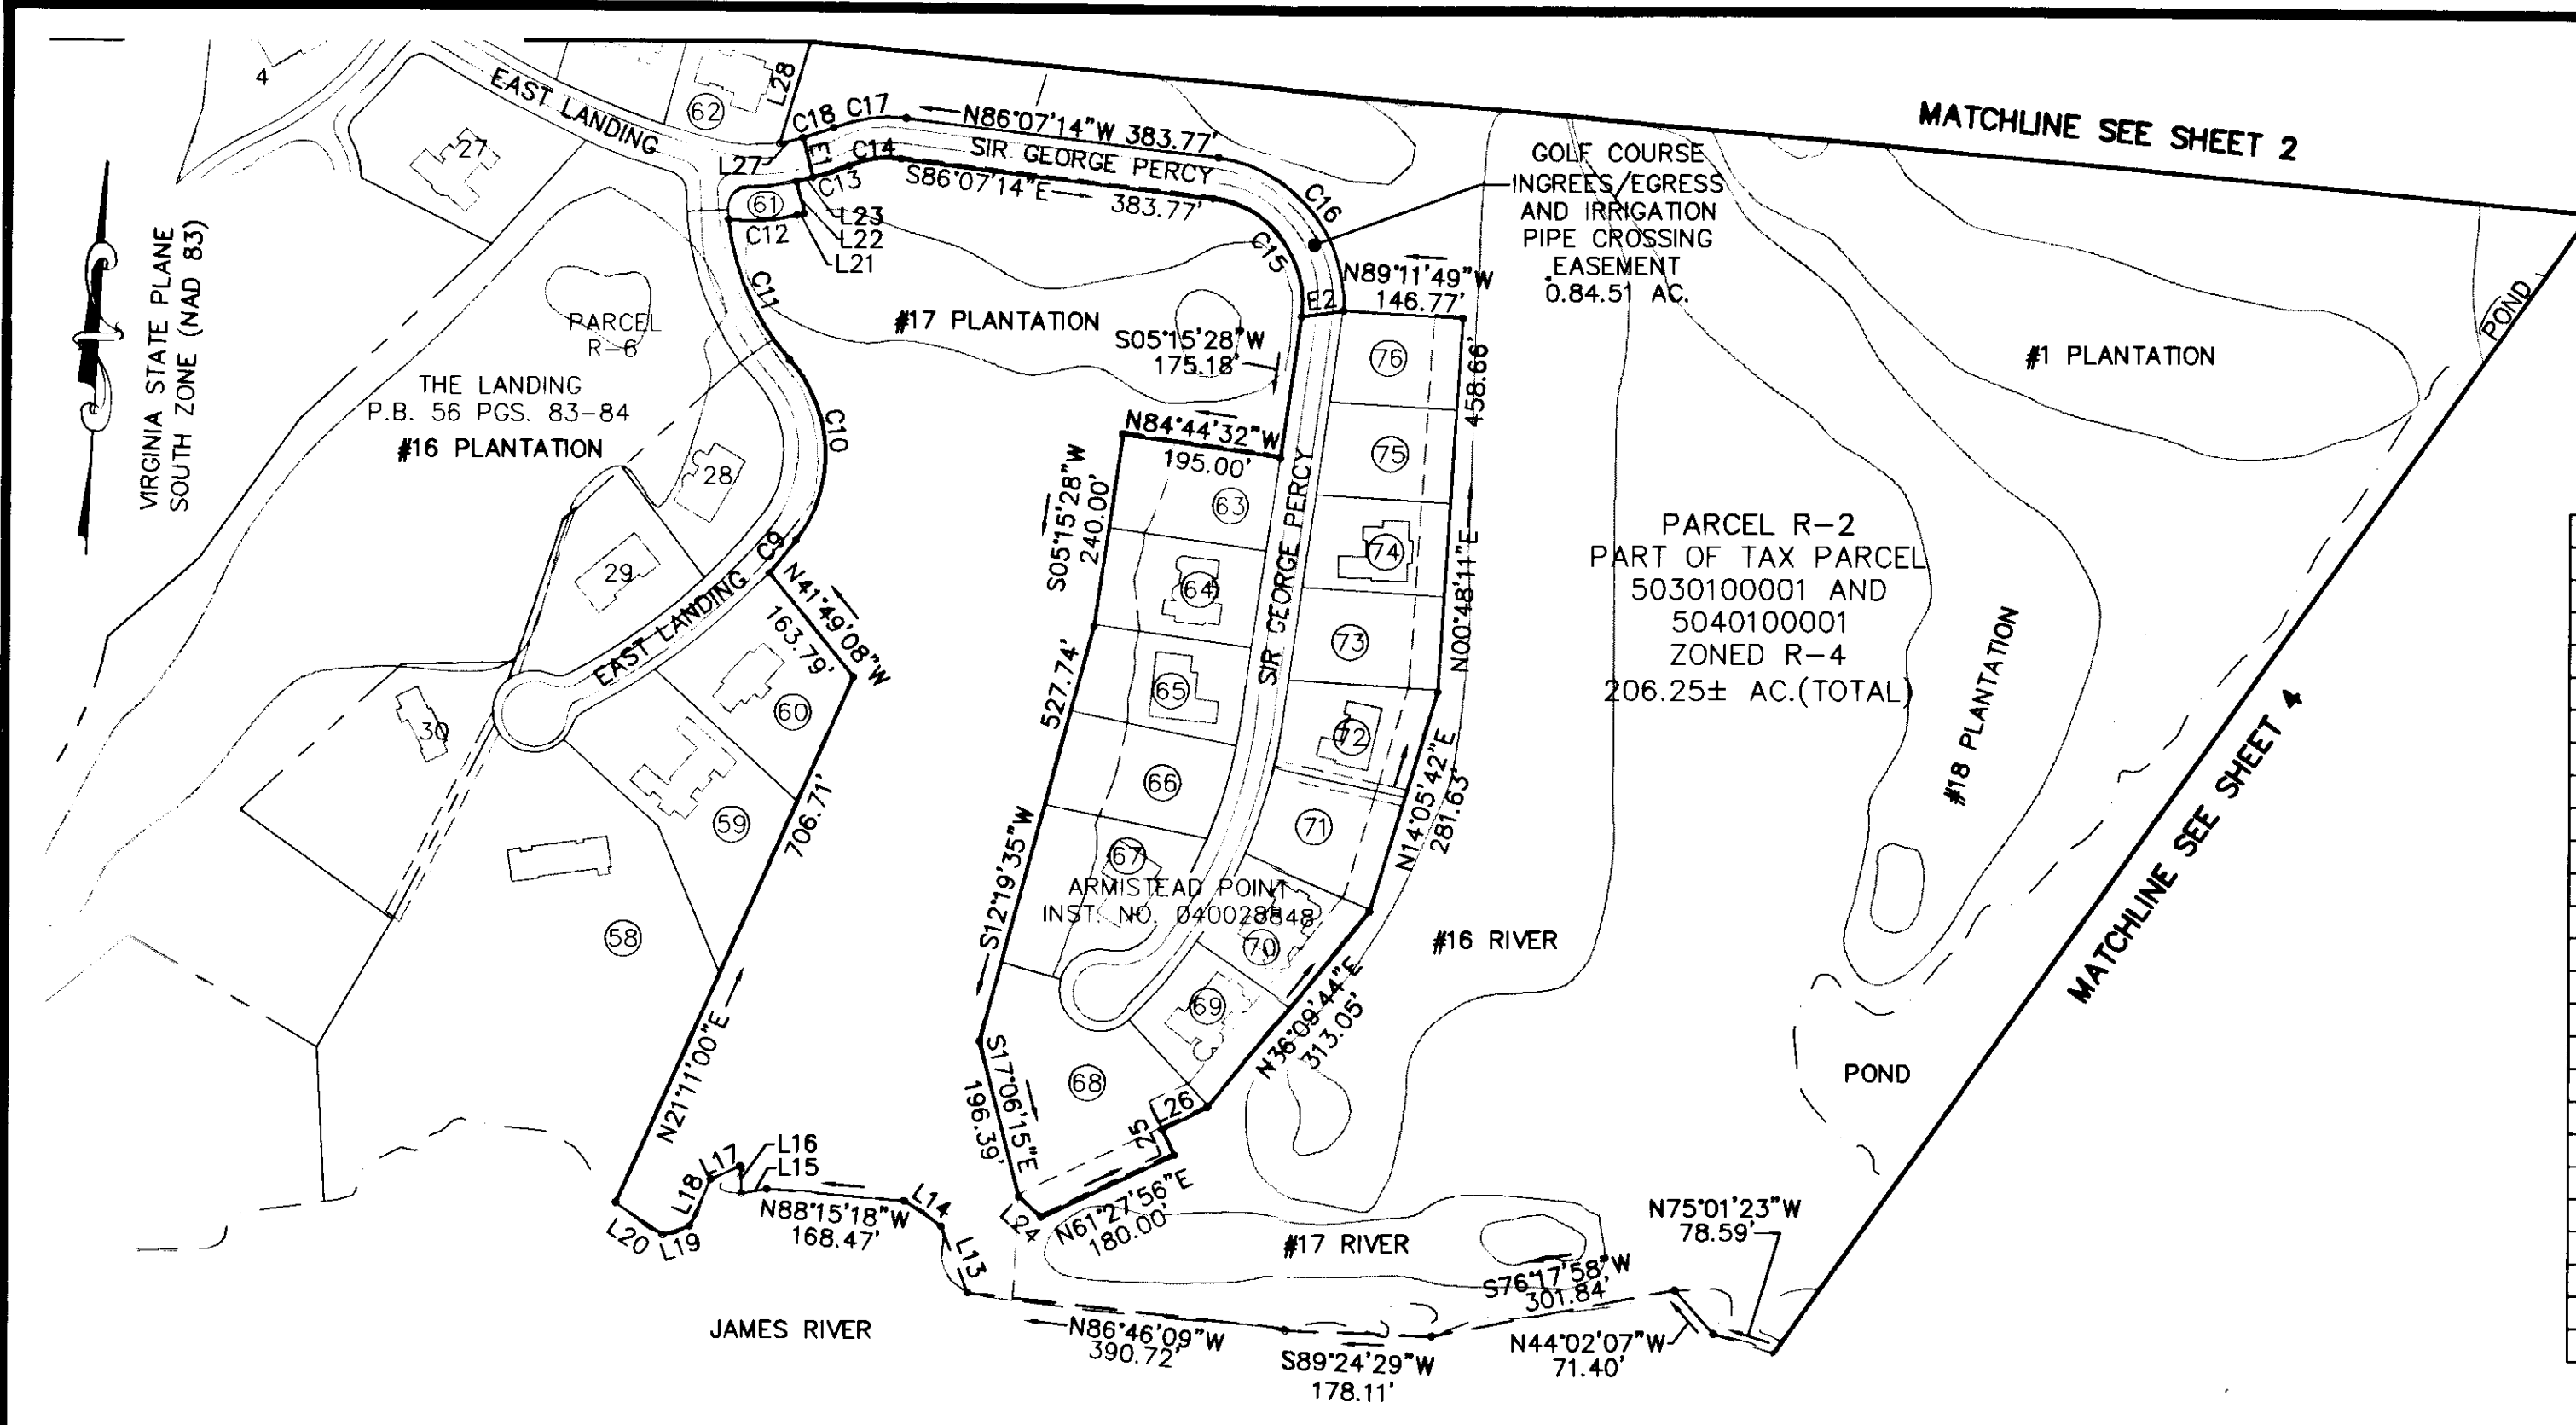 MATCHLINE SEE SHEET 2
4
EAST LANDING
62
L28
C18
C17
N86°07'14"W 383.77'
SIR GEORGE PERCY
S86°07'14"E
383.77'
27
L27
E1
C14
C13
61
L23
L22
L21
C12
C11
C16
C15
GOLF COURSE
INGREES/EGRESS
AND IRRIGATION
PIPE CROSSING
EASEMENT
0.84.51 AC.
VIRGINIA STATE PLANE
SOUTH ZONE (NAD 83)
PARCEL
R-6
#17 PLANTATION
N89°11'49"W
146.77'
E2
S05°15'28"W
175.18'
76
458.66'
#1 PLANTATION
POND
THE LANDING
P.B. 56 PGS. 83-84
#16 PLANTATION
C10
N84°44'32"W
195.00'
S05°15'28"W
240.00'
75
28
63
SIR GEORGE PERCY
29
C9
EAST LANDING
N41°49'08"W
163.79'
64
74
N00°48'11"E
PARCEL R-2
PART OF TAX PARCEL
5030100001 AND
5040100001
ZONED R-4
206.25± AC.(TOTAL)
73
#18 PLANTATION
65
527.74'
60
30
72
66
59
706.71'
71
N14°05'42"E
281.63'
MATCHLINE SEE SHEET 4
67
S12°19'35"W
ARMISTEAD POINT
INST. NO. 040028848
58
70
#16 RIVER
69
N36°09'44"E
313.05'
N21°11'00"E
S17°06'15"E
196.39'
68
POND
L26
L25
L16
L15
L17
L18
N88°15'18"W
168.47'
L14
L24
N61°27'56"E
180.00'
L20
L19
L13
#17 RIVER
N75°01'23"W
78.59'
S76°17'58"W
301.84'
JAMES RIVER
N86°46'09"W
390.72'
S89°24'29"W
178.11'
N44°02'07"W
71.40'